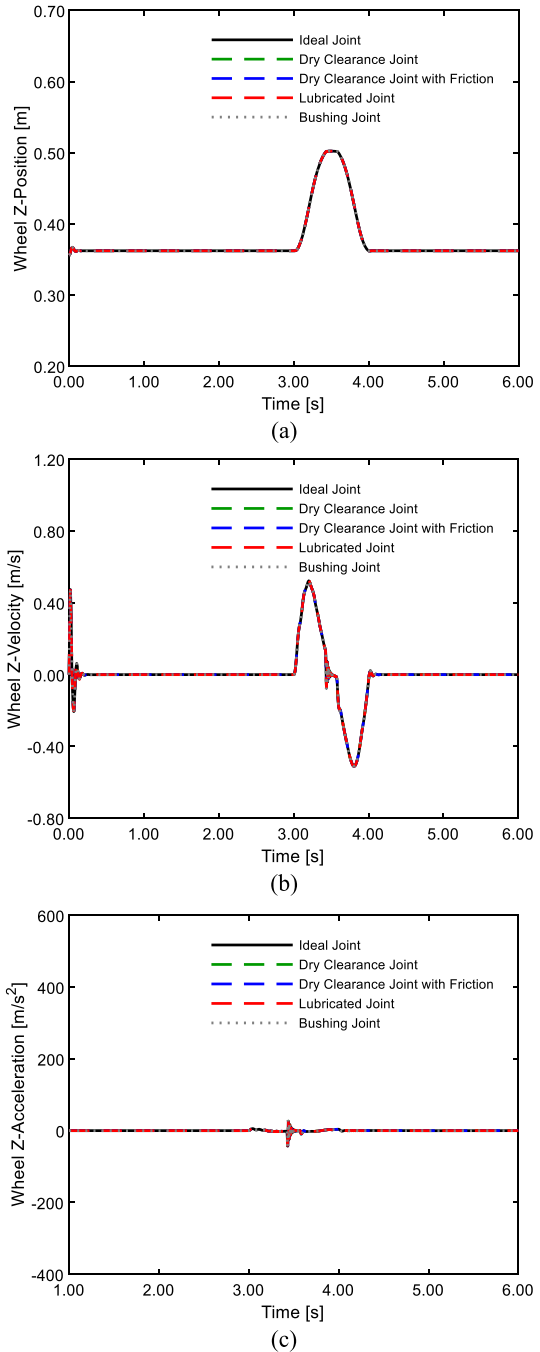 0.70
0.60
0.50
0.40
0.30
0.20
Wheel Z-Position [m]
Ideal Joint
Dry Clearance Joint
Dry Clearance Joint with Friction
Lubricated Joint
Bushing Joint
0.00 1.00 2.00 3.00 4.00 5.00 6.00
Time [s]
(a)
1.20
0.80
0.40
0.00
-0.40
-0.80
Wheel Z-Velocity [m/s]
Ideal Joint
Dry Clearance Joint
Dry Clearance Joint with Friction
Lubricated Joint
Bushing Joint
0.00 1.00 2.00 3.00 4.00 5.00 6.00
Time [s]
(b)
600
400
200
0
-200
-400
Wheel Z-Acceleration [m/s²]
Ideal Joint
Dry Clearance Joint
Dry Clearance Joint with Friction
Lubricated Joint
Bushing Joint
1.00 2.00 3.00 4.00 5.00 6.00
Time [s]
(c)